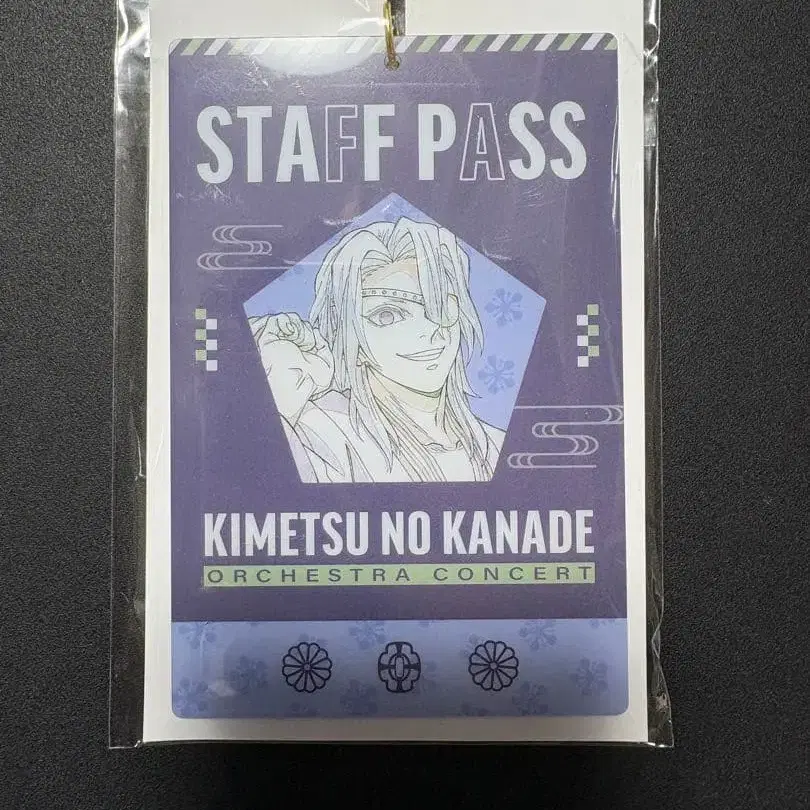 STAFF PASS
KIMETSU NO KANADE
ORCHESTRA CONCERT